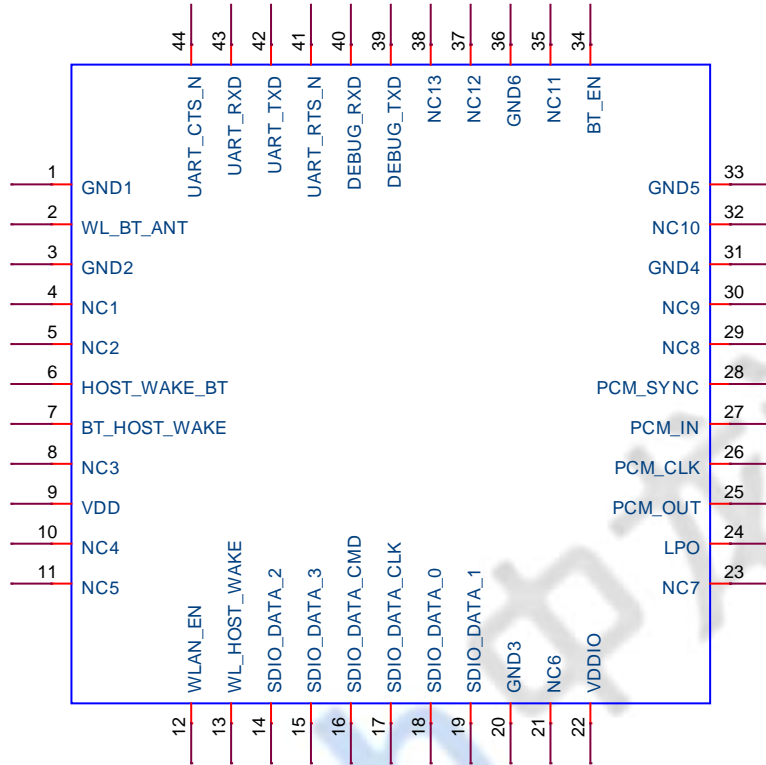 44 UART_CTS_N
43 UART_RXD
42 UART_TXD
41 UART_RTS_N
40 DEBUG_RXD
39 DEBUG_TXD
38 NC13
37 NC12
36 GND6
35 NC11
34 BT_EN
1 GND1
2 WL_BT_ANT
3 GND2
4 NC1
5 NC2
6 HOST_WAKE_BT
7 BT_HOST_WAKE
8 NC3
9 VDD
10 NC4
11 NC5
GND5 33
NC10 32
GND4 31
NC9 30
NC8 29
PCM_SYNC 28
PCM_IN 27
PCM_CLK 26
PCM_OUT 25
LPO 24
NC7 23
12 WLAN_EN
13 WL_HOST_WAKE
14 SDIO_DATA_2
15 SDIO_DATA_3
16 SDIO_DATA_CMD
17 SDIO_DATA_CLK
18 SDIO_DATA_0
19 SDIO_DATA_1
20 GND3
21 NC6
22 VDDIO
中